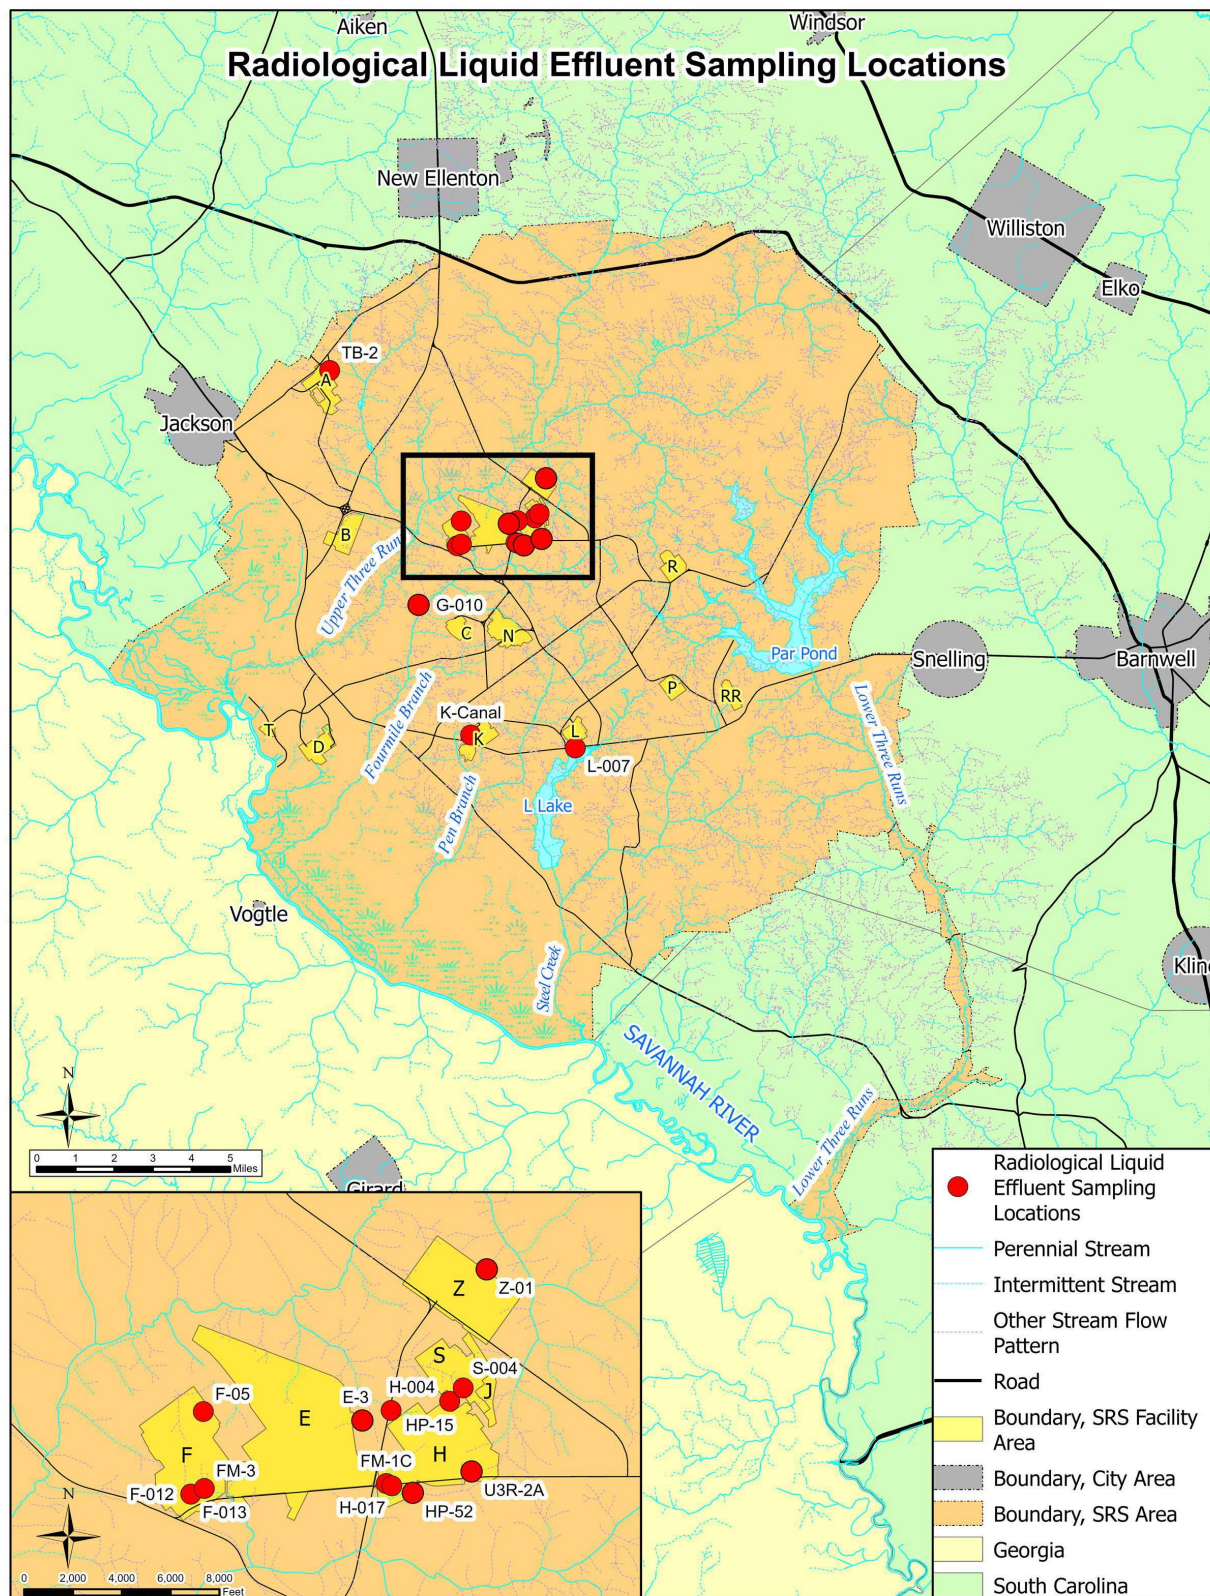 Aiken
Windsor
Radiological Liquid Effluent Sampling Locations
New Ellenton
Williston
Elko
TB-2
A
Jackson
B
Upper Three Runs
R
G-010
C
N
Par Pond
Snelling
Barnwell
P
RR
Lower Three Runs
Fourmile Branch
K-Canal
K
L
T
D
L-007
Pen Branch
L Lake
Vogtle
Steel Creek
Kline
SAVANNAH RIVER
Lower Three Runs
N
0 1 2 3 4 5
Miles
Girard
Z
Z-01
S
S-004
J
F-05
E-3
H-004
E
HP-15
F
FM-3
FM-1C
H
F-012
F-013
H-017
HP-52
U3R-2A
N
0 2,000 4,000 6,000 8,000
Feet
Radiological Liquid
Effluent Sampling
Locations
Perennial Stream
Intermittent Stream
Other Stream Flow
Pattern
Road
Boundary, SRS Facility
Area
Boundary, City Area
Boundary, SRS Area
Georgia
South Carolina